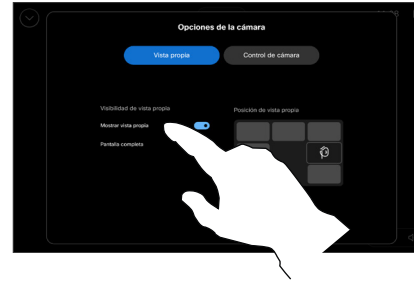 Opciones de la cámara
Vista propia
Control de cámara
Visibilidad de vista propia
Mostrar vista propia
Pantalla completa
Posición de vista propia